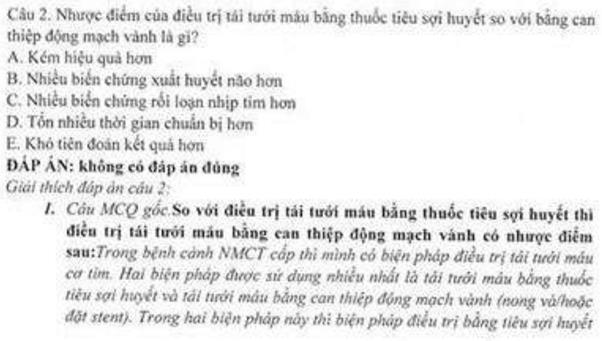 Câu 2. Nhược điểm của điều trị tái tưới máu bằng thuốc tiêu sợi huyết so với bằng can
thiệp động mạch vành là gì?
A. Kém hiệu quả hơn
B. Nhiều biến chứng xuất huyết não hơn
C. Nhiều biến chứng rối loạn nhịp tim hơn
D. Tốn nhiều thời gian chuẩn bị hơn
E. Khó tiên đoán kết quả hơn
ĐÁP ÁN: không có đáp án đúng
Giải thích đáp án câu 2:
1. Câu MCQ gốc.So với điều trị tái tưới máu bằng thuốc tiêu sợi huyết thì
điều trị tái tưới máu bằng can thiệp động mạch vành có nhược điểm
sau:Trong bệnh cảnh NMCT cấp thì mình có biện pháp điều trị tái tưới máu
cơ tim. Hai biện pháp được sử dụng nhiều nhất là tái tưới máu bằng thuốc
tiêu sợi huyết và tái tưới máu bằng can thiệp động mạch vành (nong và/hoặc
đặt stent). Trong hai biện pháp này thì biện pháp điều trị bằng tiêu sợi huyết